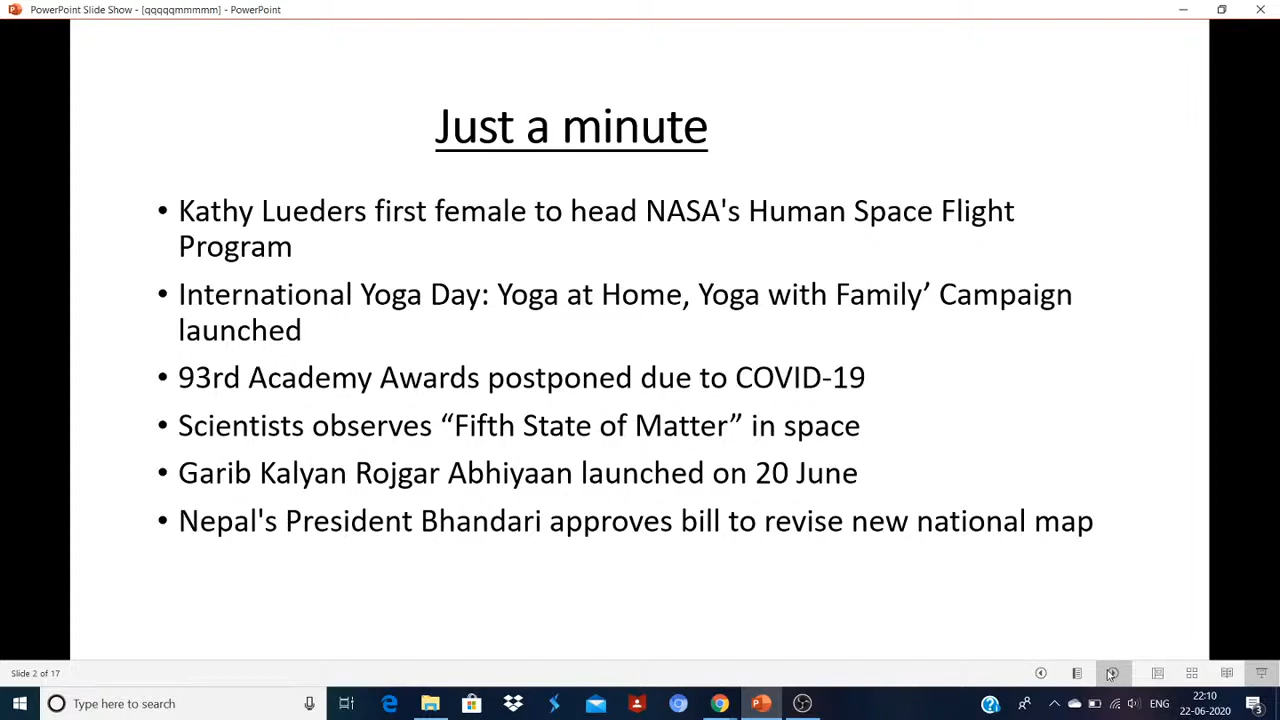 PowerPoint Slide Show - [qqqqqmmmmm] - PowerPoint
Just a minute
• Kathy Lueders first female to head NASA's Human Space Flight
Program
• International Yoga Day: Yoga at Home, Yoga with Family’ Campaign
launched
• 93rd Academy Awards postponed due to COVID-19
• Scientists observes “Fifth State of Matter” in space
• Garib Kalyan Rojgar Abhiyaan launched on 20 June
• Nepal's President Bhandari approves bill to revise new national map
Slide 2 of 17
Type here to search
ENG
22:10
22-06-2020
3